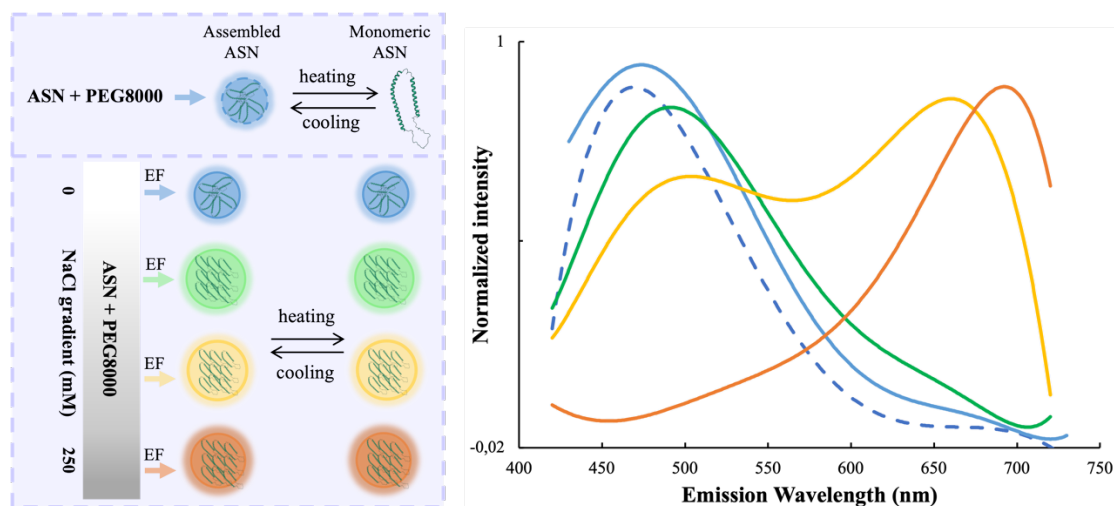 Assembled
ASN
Monomeric
ASN
ASN + PEG8000
heating
cooling
0
NaCl gradient (mM)
250
ASN + PEG8000
EF
EF
EF
EF
heating
cooling
1
-0,02
Normalized intensity
400
450
500
550
600
650
700
750
Emission Wavelength (nm)